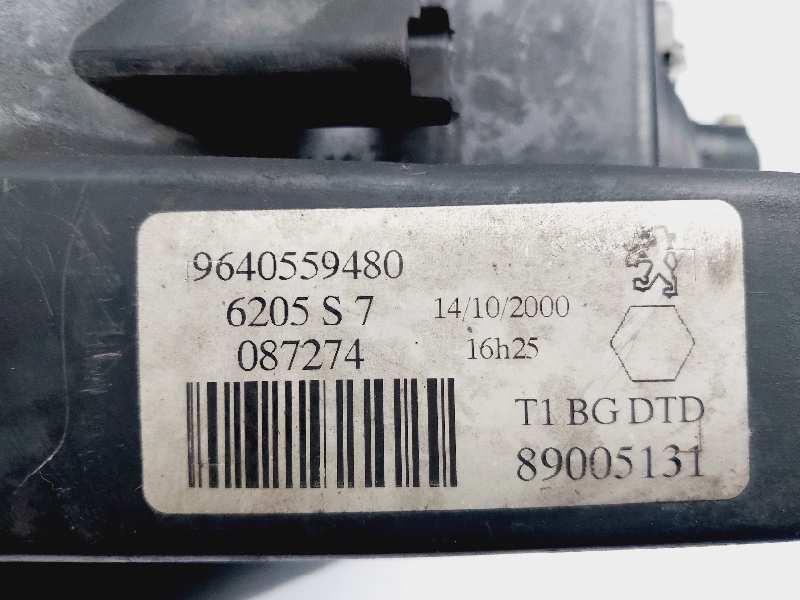 9640559480
6205 S 7 14/10/2000
087274 16h25
T1 BG DTD
89005131